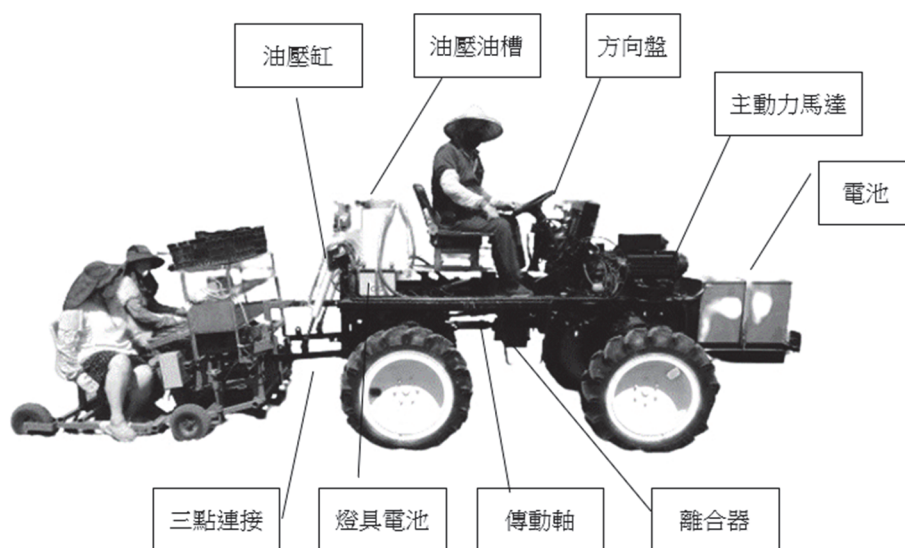 油壓缸
油壓油槽
方向盤
主動力馬達
電池
三點連接
燈具電池
傳動軸
離合器